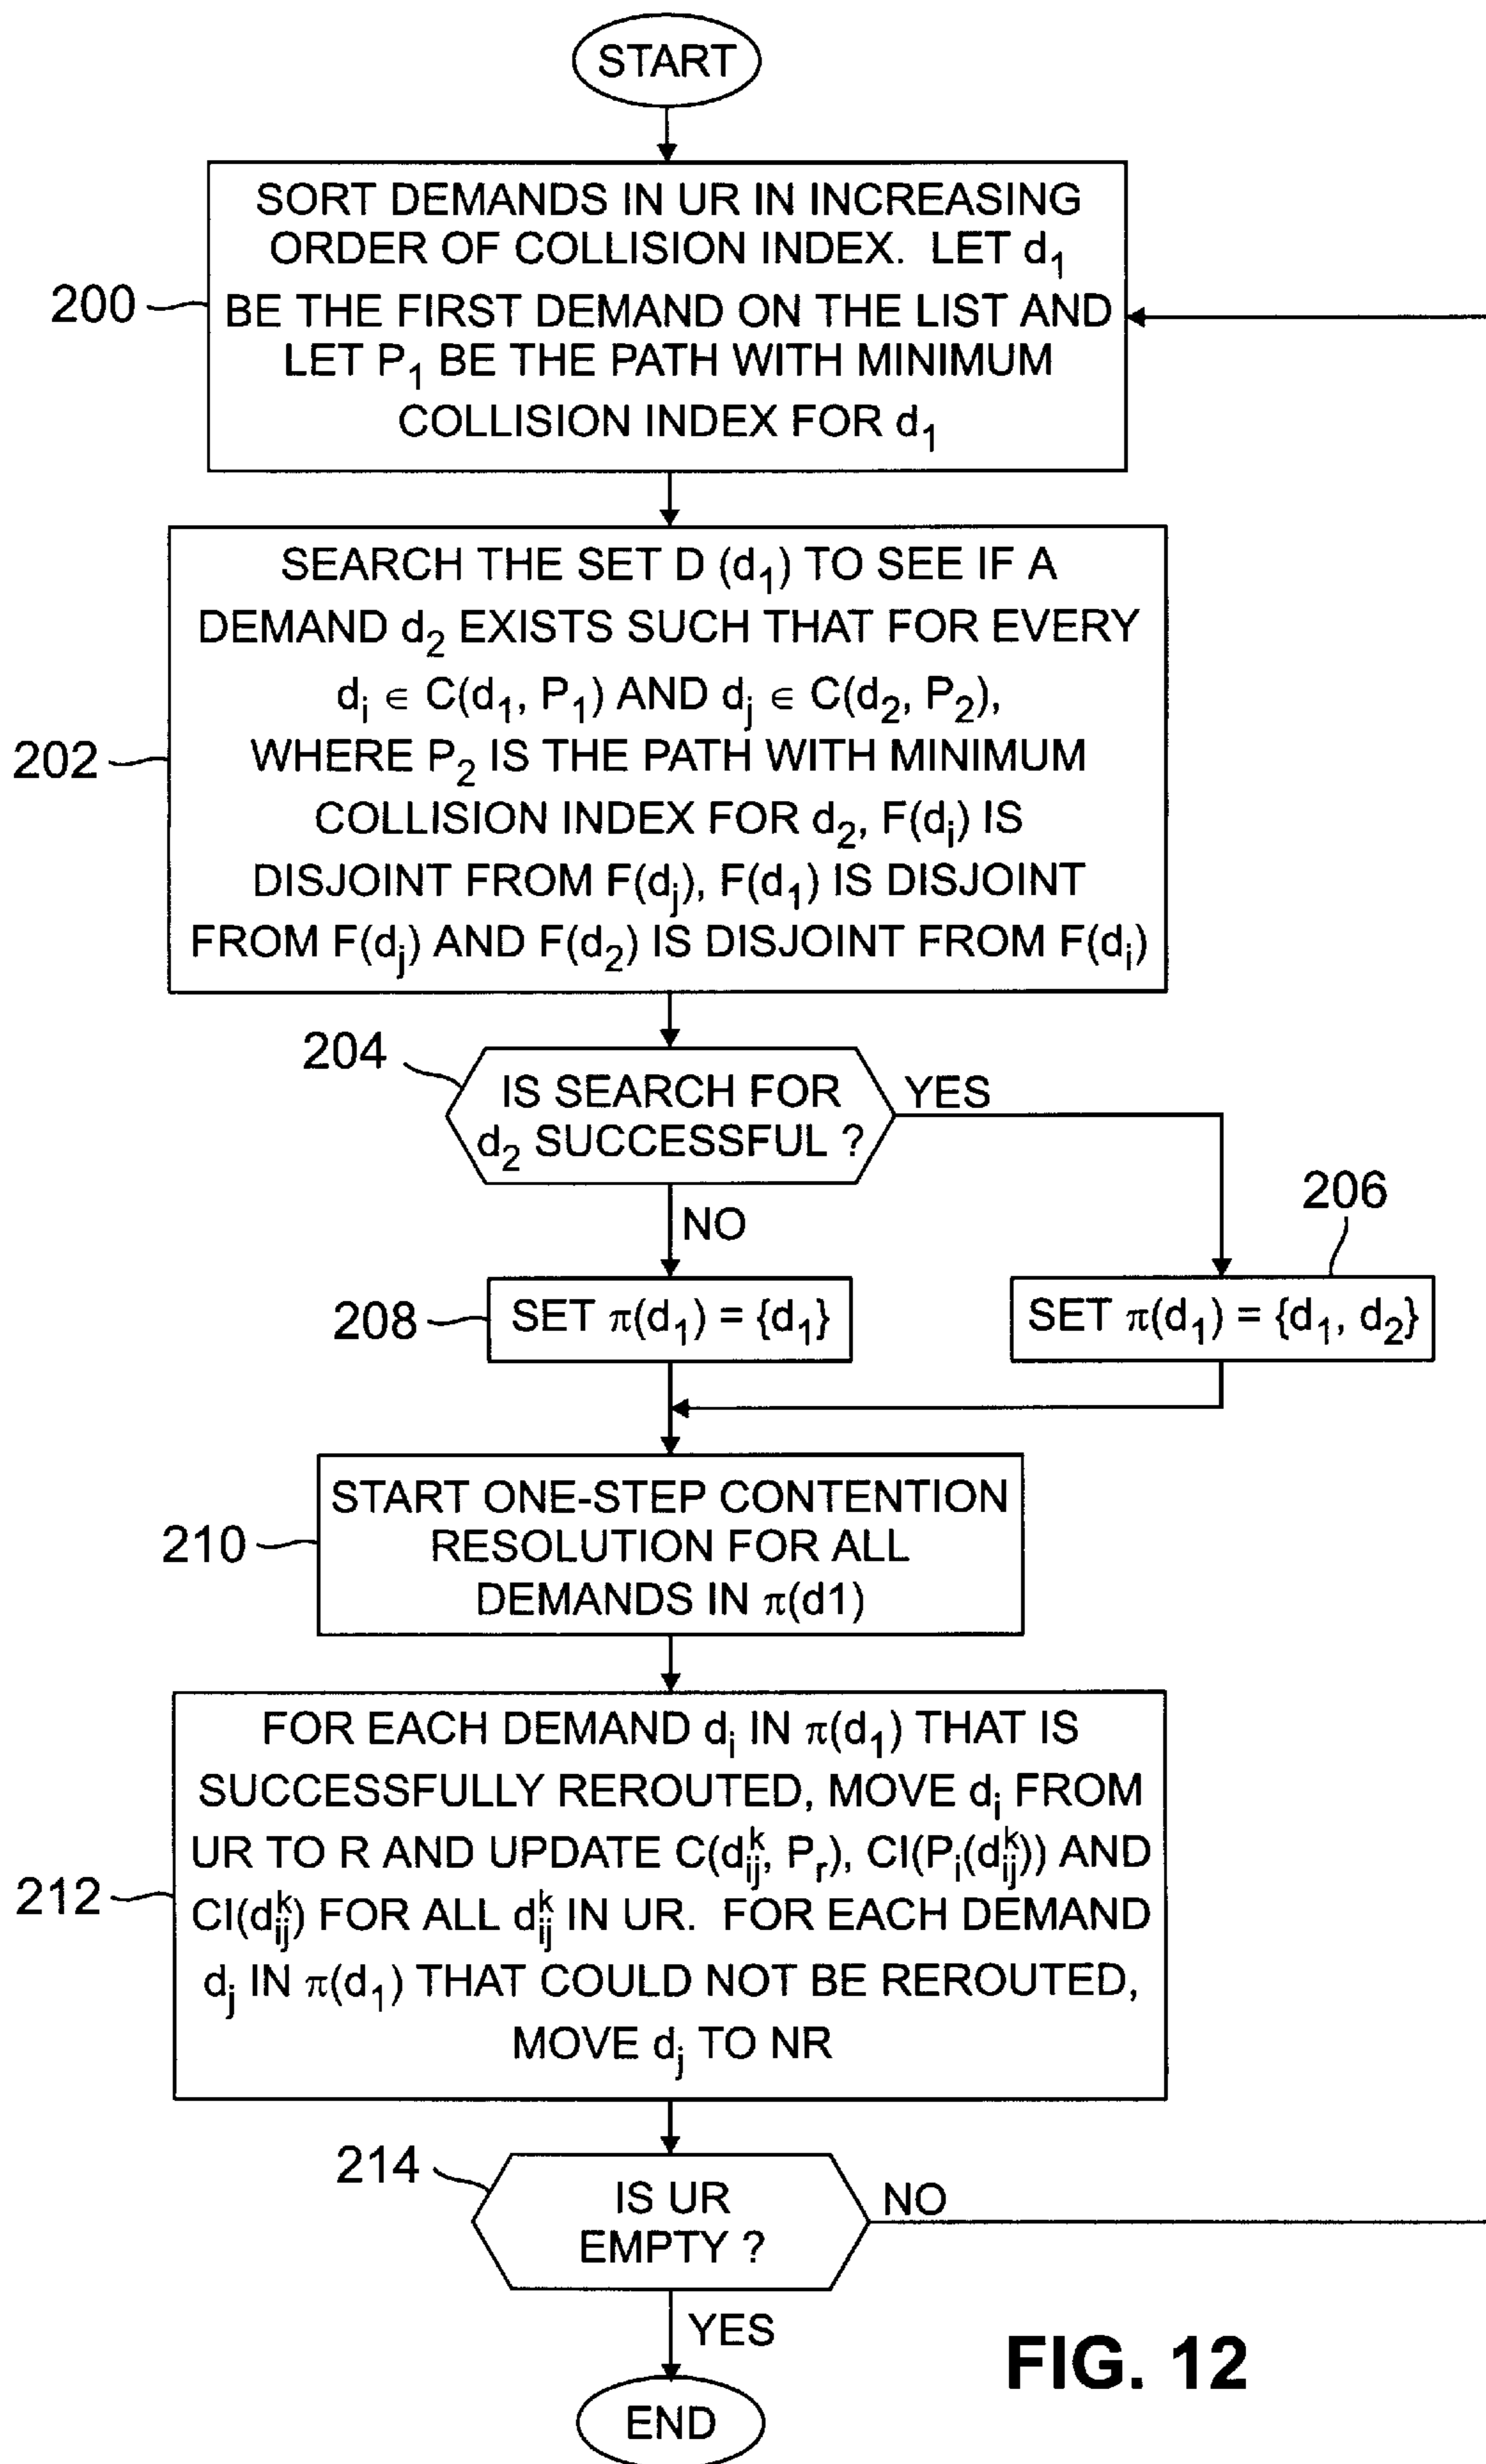 START
SORT DEMANDS IN UR IN INCREASING
ORDER OF COLLISION INDEX. LET d₁
BE THE FIRST DEMAND ON THE LIST AND
LET P₁ BE THE PATH WITH MINIMUM
COLLISION INDEX FOR d₁
200
SEARCH THE SET D (d₁) TO SEE IF A
DEMAND d₂ EXISTS SUCH THAT FOR EVERY
dᵢ ∈ C(d₁, P₁) AND dⱼ ∈ C(d₂, P₂),
WHERE P₂ IS THE PATH WITH MINIMUM
COLLISION INDEX FOR d₂, F(dᵢ) IS
DISJOINT FROM F(dⱼ), F(d₁) IS DISJOINT
FROM F(dⱼ) AND F(d₂) IS DISJOINT FROM F(dᵢ)
202
204
IS SEARCH FOR
d₂ SUCCESSFUL ?
YES
NO
206
208
SET π(d₁) = {d₁}
SET π(d₁) = {d₁, d₂}
210
START ONE-STEP CONTENTION
RESOLUTION FOR ALL
DEMANDS IN π(d1)
212
FOR EACH DEMAND dᵢ IN π(d₁) THAT IS
SUCCESSFULLY REROUTED, MOVE dᵢ FROM
UR TO R AND UPDATE C(dᵢⱼᵏ, Pᵣ), CI(Pᵢ(dᵢⱼᵏ)) AND
CI(dᵢⱼᵏ) FOR ALL dᵢⱼᵏ IN UR. FOR EACH DEMAND
dⱼ IN π(d₁) THAT COULD NOT BE REROUTED,
MOVE dⱼ TO NR
214
IS UR
EMPTY ?
NO
YES
END
FIG. 12